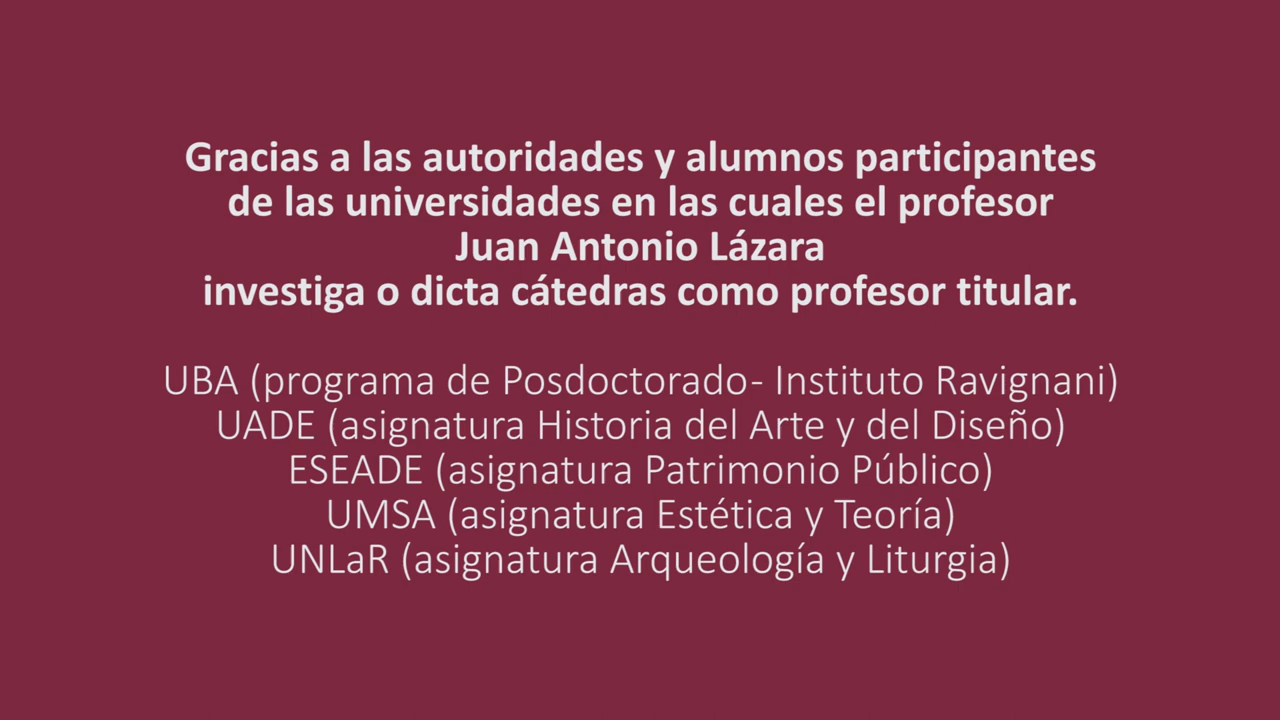 Gracias a las autoridades y alumnos participantes
de las universidades en las cuales el profesor
Juan Antonio Lázara
investiga o dicta cátedras como profesor titular.
UBA (programa de Posdoctorado- Instituto Ravignani)
UADE (asignatura Historia del Arte y del Diseño)
ESEADE (asignatura Patrimonio Público)
UMSA (asignatura Estética y Teoría)
UNLaR (asignatura Arqueología y Liturgia)